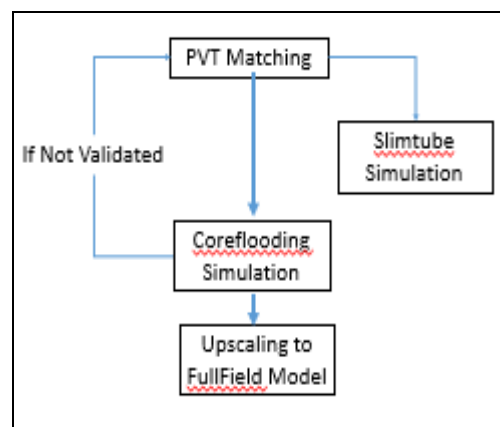 PVT Matching
If Not Validated
Slimtube
Simulation
Coreflooding
Simulation
Upscaling to
FullField Model